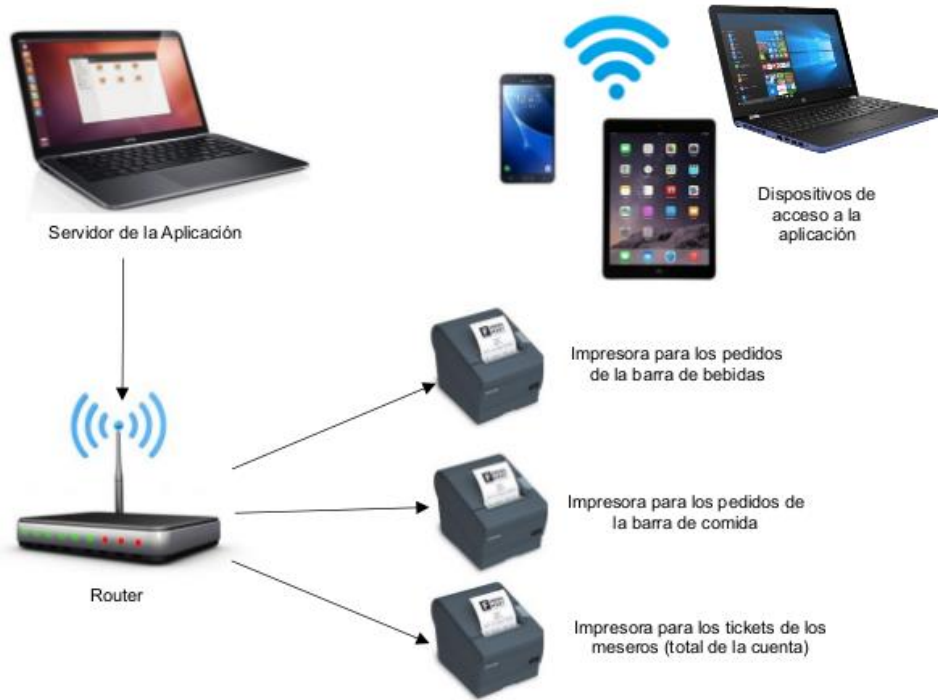 Servidor de la Aplicación
Dispositivos de
acceso a la
aplicación
Impresora para los pedidos
de la barra de bebidas
Impresora para los pedidos de
la barra de comida
Router
Impresora para los tickets de los
meseros (total de la cuenta)